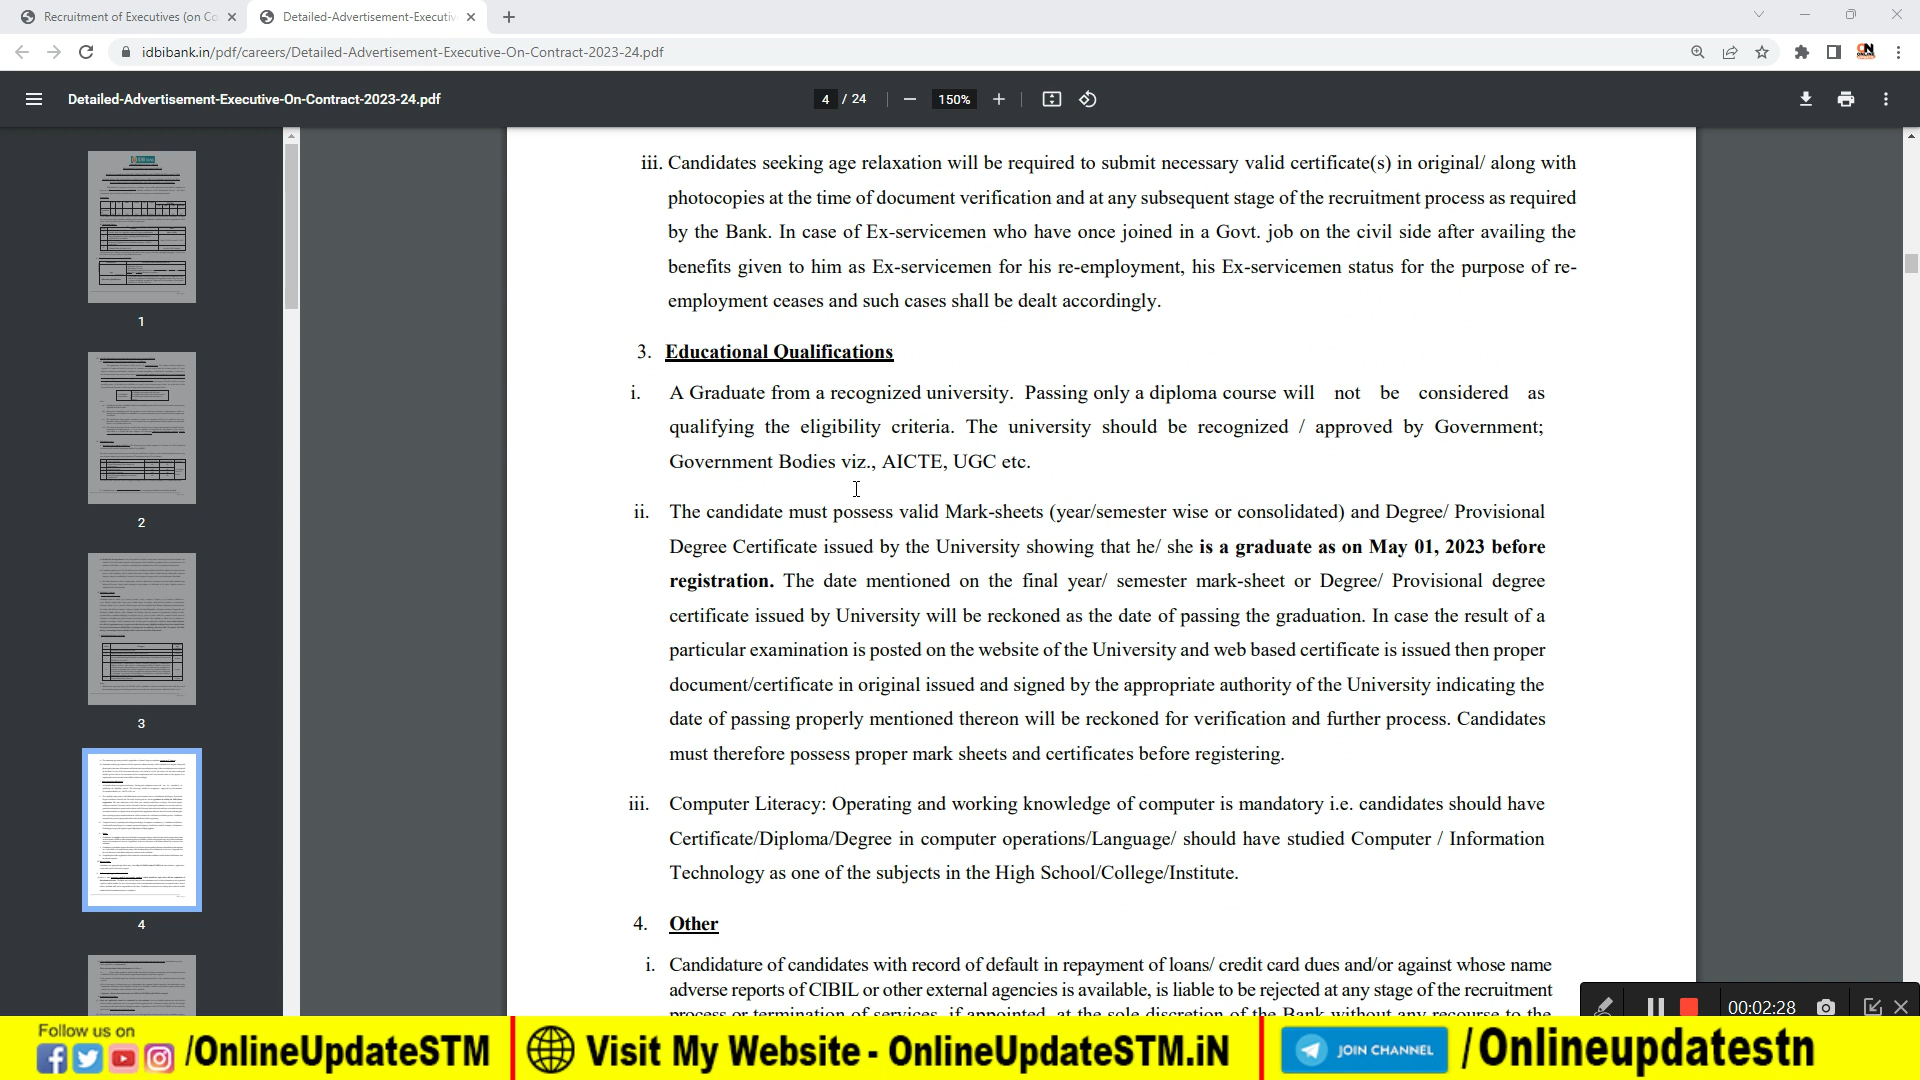 Recruitment of Executives (on Co
Detailed-Advertisement-Executiv
idbibank.in/pdf/careers/Detailed-Advertisement-Executive-On-Contract-2023-24.pdf
Detailed-Advertisement-Executive-On-Contract-2023-24.pdf
4 / 24
150%
1
2
3
4
iii. Candidates seeking age relaxation will be required to submit necessary valid certificate(s) in original/ along with
photocopies at the time of document verification and at any subsequent stage of the recruitment process as required
by the Bank. In case of Ex-servicemen who have once joined in a Govt. job on the civil side after availing the
benefits given to him as Ex-servicemen for his re-employment, his Ex-servicemen status for the purpose of re-
employment ceases and such cases shall be dealt accordingly.
3. Educational Qualifications
i. A Graduate from a recognized university. Passing only a diploma course will not be considered as
qualifying the eligibility criteria. The university should be recognized / approved by Government;
Government Bodies viz., AICTE, UGC etc.
ii. The candidate must possess valid Mark-sheets (year/semester wise or consolidated) and Degree/ Provisional
Degree Certificate issued by the University showing that he/ she is a graduate as on May 01, 2023 before
registration. The date mentioned on the final year/ semester mark-sheet or Degree/ Provisional degree
certificate issued by University will be reckoned as the date of passing the graduation. In case the result of a
particular examination is posted on the website of the University and web based certificate is issued then proper
document/certificate in original issued and signed by the appropriate authority of the University indicating the
date of passing properly mentioned thereon will be reckoned for verification and further process. Candidates
must therefore possess proper mark sheets and certificates before registering.
iii. Computer Literacy: Operating and working knowledge of computer is mandatory i.e. candidates should have
Certificate/Diploma/Degree in computer operations/Language/ should have studied Computer / Information
Technology as one of the subjects in the High School/College/Institute.
4. Other
i. Candidature of candidates with record of default in repayment of loans/ credit card dues and/or against whose name
adverse reports of CIBIL or other external agencies is available, is liable to be rejected at any stage of the recruitment
process or termination of services, if appointed, at the sole discretion of the Bank without any recourse to the
00:02:28
Follow us on
/OnlineUpdateSTM
Visit My Website - OnlineUpdateSTM.iN
JOIN CHANNEL
/Onlineupdatestn